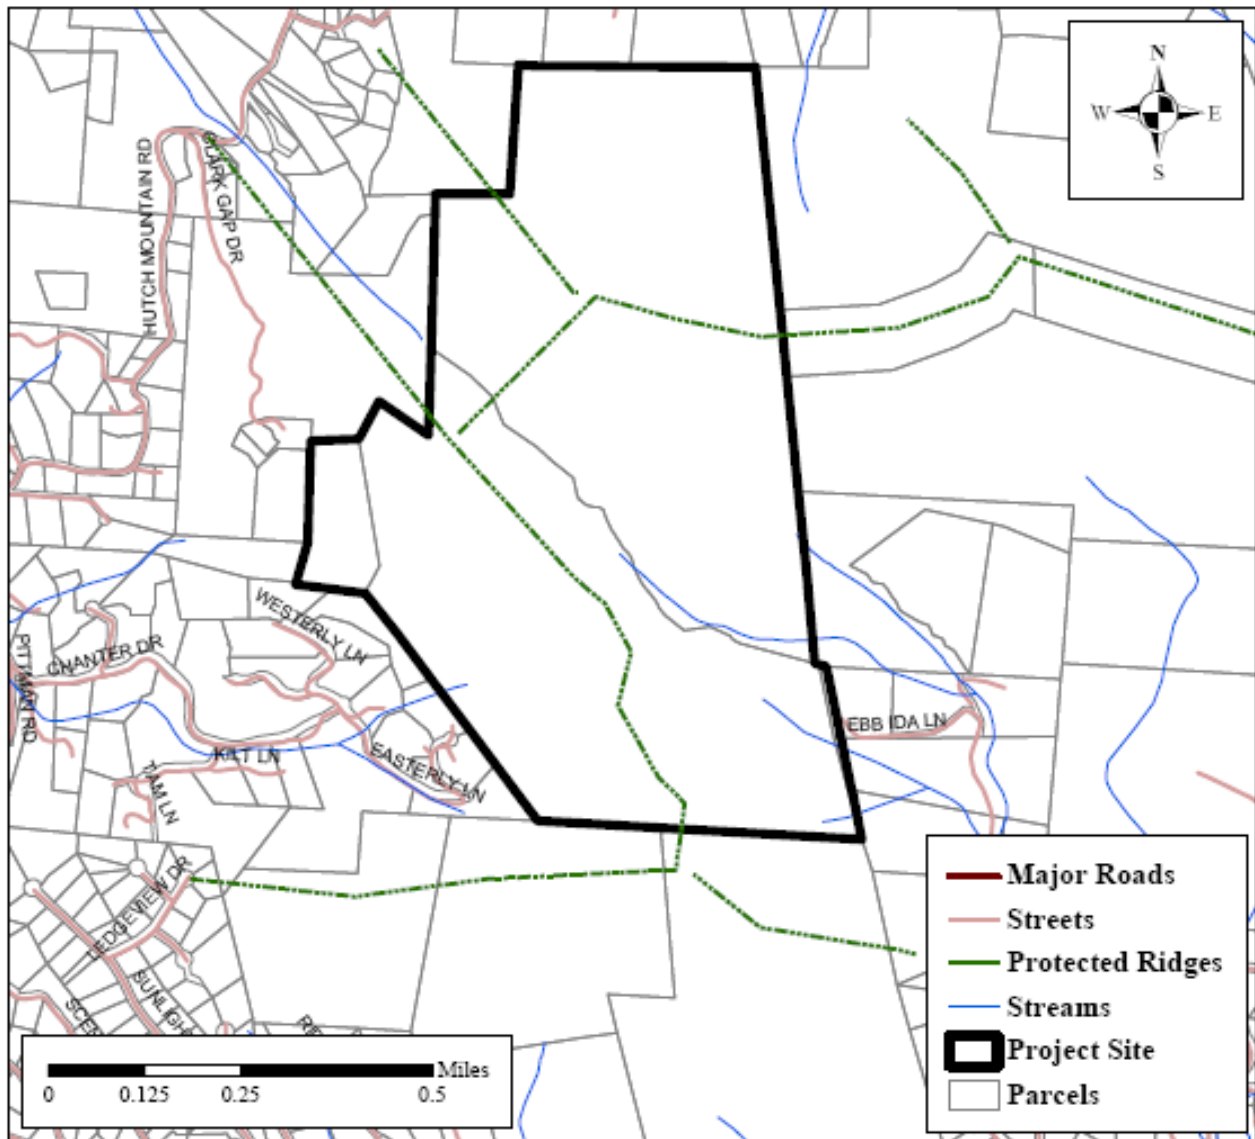 N
W E
S
HUTCH MOUNTAIN RD
CLARK GAP DR
WESTERLY LN
CHANTER DR
PITTMAN RD
KILT LN
EASTERLY LN
TAM LN
EBB IDA LN
LEDGEVIEW DR
SUNLIGH
SCEN
Major Roads
Streets
Protected Ridges
Streams
Project Site
Parcels
Miles
0 0.125 0.25 0.5